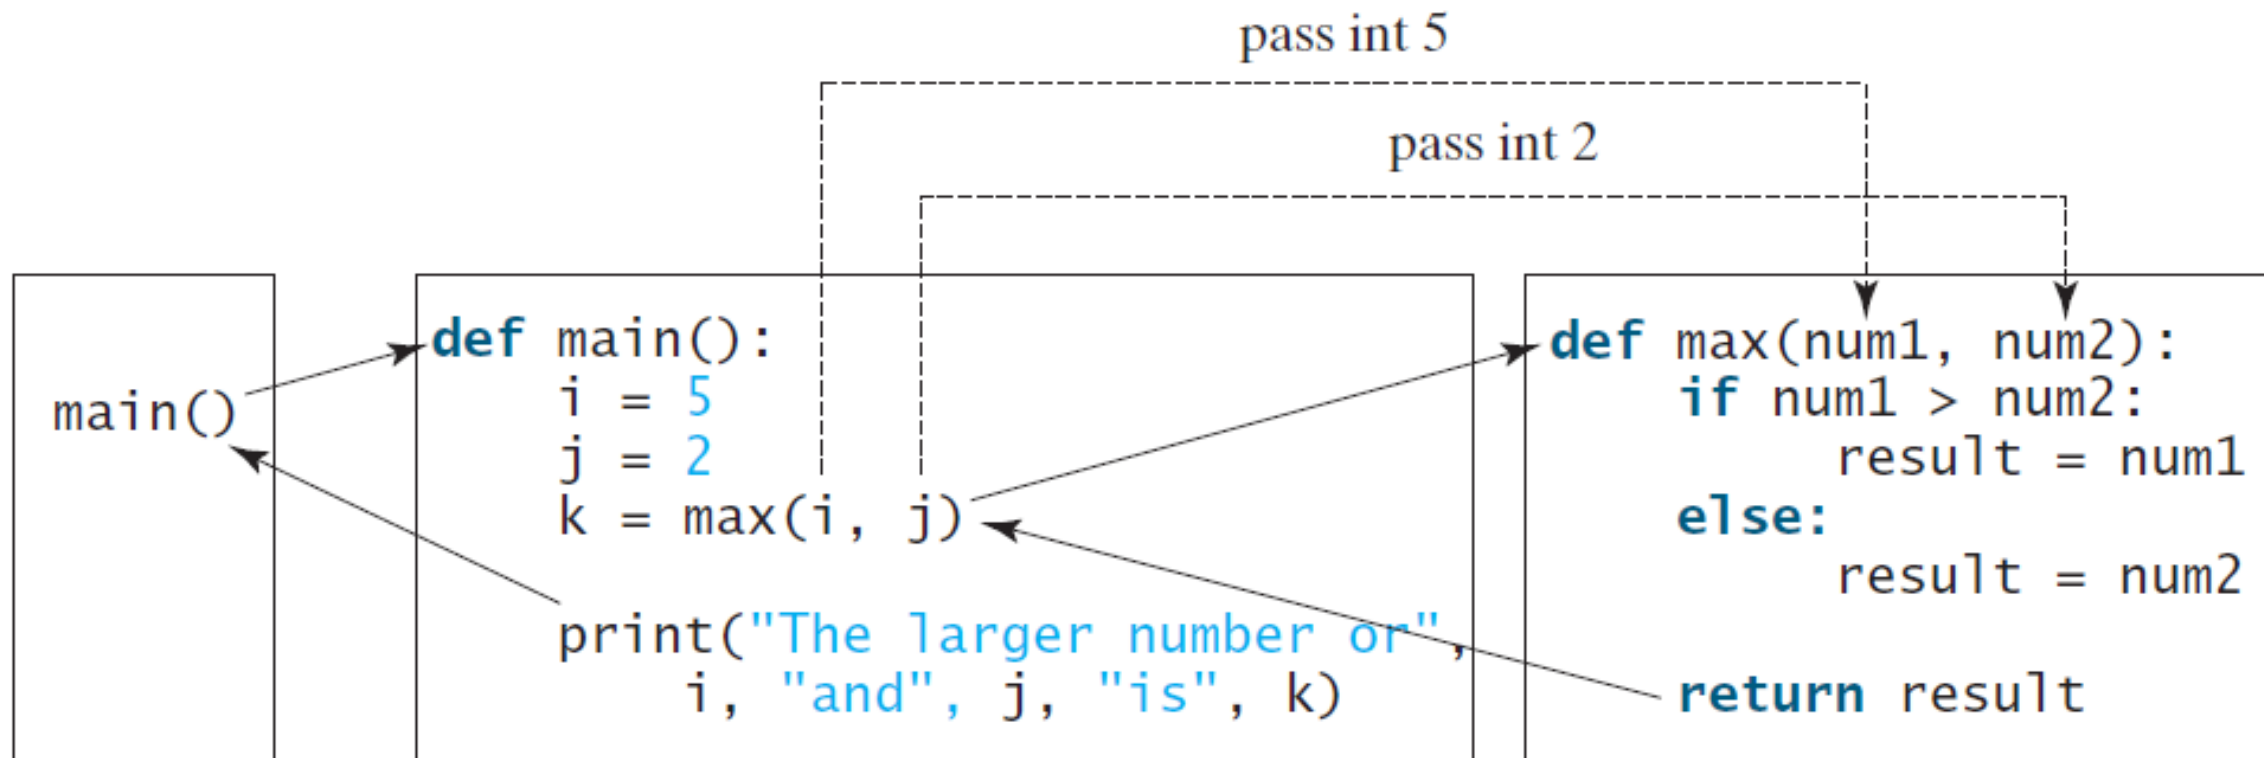 pass int 5
pass int 2
main()
def main():
    i = 5
    j = 2
    k = max(i, j)
    print("The larger number or",
        i, "and", j, "is", k)
def max(num1, num2):
    if num1 > num2:
        result = num1
    else:
        result = num2
    return result